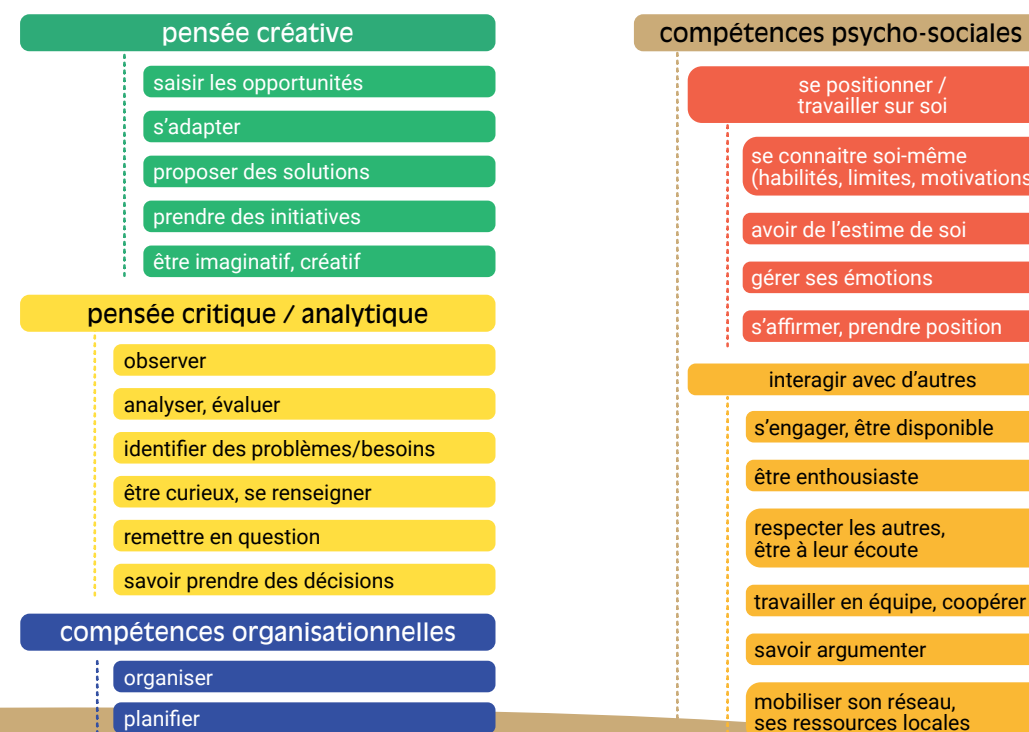 pensée créative
saisir les opportunités
s’adapter
proposer des solutions
prendre des initiatives
être imaginatif, créatif
pensée critique / analytique
observer
analyser, évaluer
identifier des problèmes/besoins
être curieux, se renseigner
remettre en question
savoir prendre des décisions
compétences organisationnelles
organiser
planifier
compétences psycho-sociales
se positionner /
travailler sur soi
se connaitre soi-même
(habilités, limites, motivations
avoir de l’estime de soi
gérer ses émotions
s’affirmer, prendre position
interagir avec d’autres
s’engager, être disponible
être enthousiaste
respecter les autres,
être à leur écoute
travailler en équipe, coopérer
savoir argumenter
mobiliser son réseau,
ses ressources locales